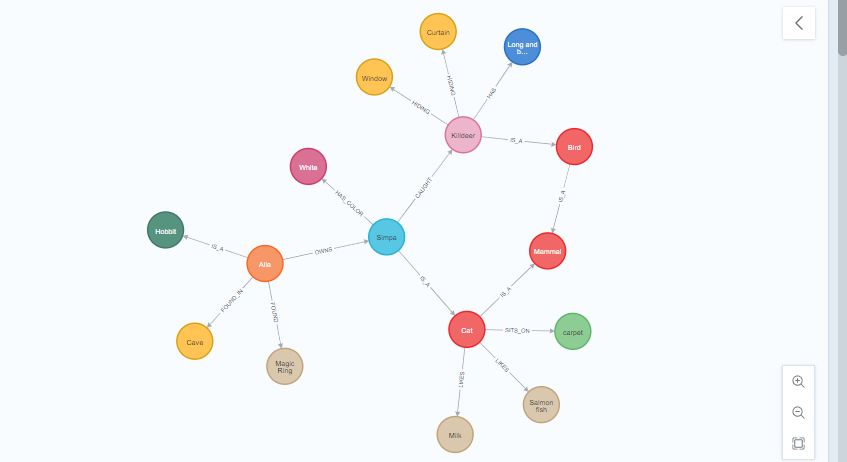 Curtain
Long and
b...
Window
HIDING
HIDING
HAS
Killdeer
IS_A
Bird
White
HAS_COLOR
CAUGHT
IS_A
Hobbit
IS_A
Alla
OWNS
Simpa
Mammal
FOUND_IN
FOUND
IS_A
IS_A
Cave
Magic
Ring
Cat
SITS_ON
carpet
LIKES
LIKES
Salmon
fish
Milk